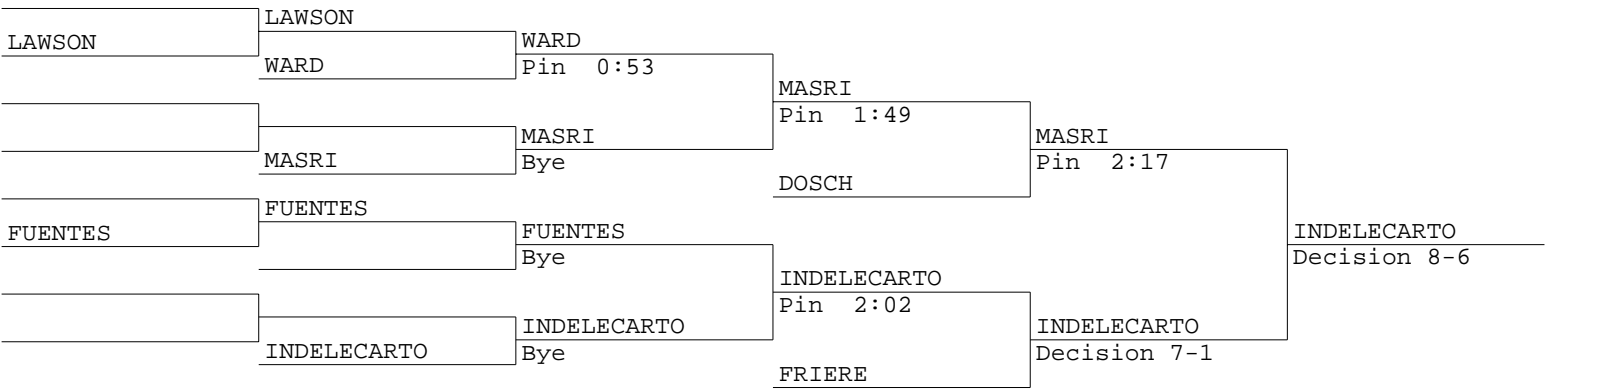 LAWSON
LAWSON
WARD
WARD
Pin 0:53
MASRI
Pin 1:49
MASRI
MASRI
Bye
MASRI
Pin 2:17
DOSCH
FUENTES
FUENTES
FUENTES
Bye
INDELECARTO
Decision 8-6
INDELECARTO
Pin 2:02
INDELECARTO
INDELECARTO
Bye
INDELECARTO
Decision 7-1
FRIERE